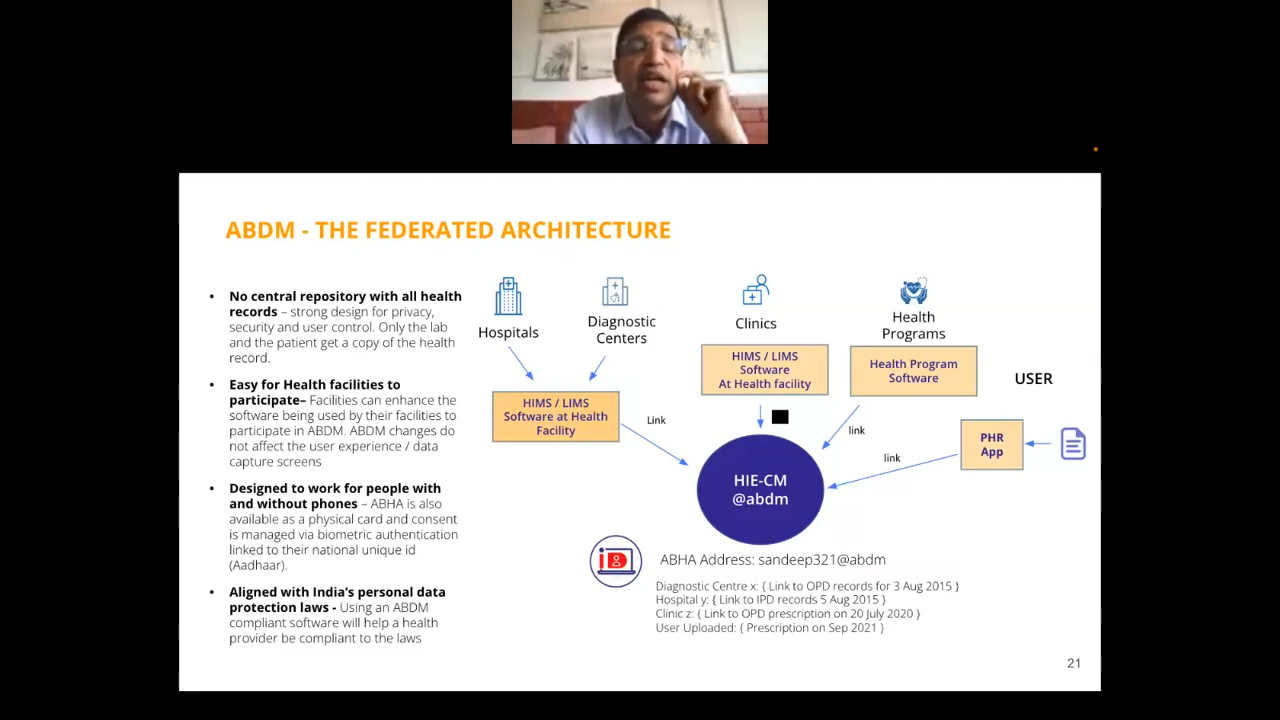 ABDM - THE FEDERATED ARCHITECTURE
• No central repository with all health
records – strong design for privacy,
security and user control. Only the lab
and the patient get a copy of the health
record.
• Easy for Health facilities to
participate– Facilities can enhance the
software being used by their facilities to
participate in ABDM. ABDM changes do
not affect the user experience / data
capture screens
• Designed to work for people with
and without phones – ABHA is also
available as a physical card and consent
is managed via biometric authentication
linked to their national unique id
(Aadhaar).
• Aligned with India’s personal data
protection laws - Using an ABDM
compliant software will help a health
provider be compliant to the laws
Hospitals
Diagnostic
Centers
Clinics
Health
Programs
HIMS / LIMS
Software at Health
Facility
HIMS / LIMS
Software
At Health facility
Health Program
Software
USER
PHR
App
Link
link
link
HIE-CM
@abdm
iD
ABHA Address: sandeep321@abdm
Diagnostic Centre x: { Link to OPD records for 3 Aug 2015 }
Hospital y: { Link to IPD records 5 Aug 2015 }
Clinic z: { Link to OPD prescription on 20 July 2020 }
User Uploaded: { Prescription on Sep 2021 }
21